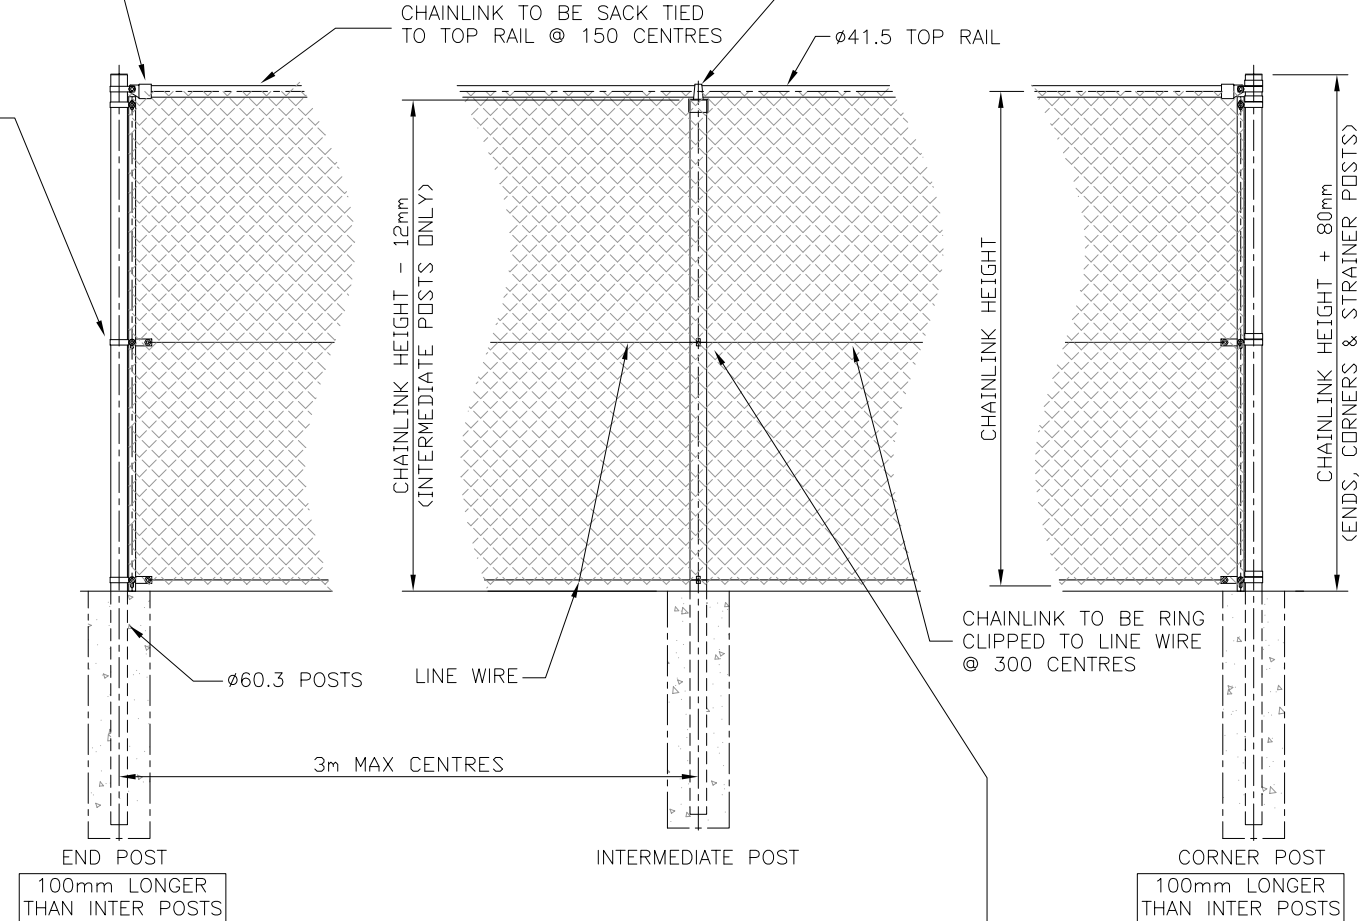 CHAINLINK TO BE SACK TIED
TO TOP RAIL @ 150 CENTRES
ø41.5 TOP RAIL
CHAINLINK HEIGHT - 12mm
(INTERMEDIATE POSTS ONLY)
CHAINLINK HEIGHT
CHAINLINK HEIGHT + 80mm
(ENDS, CORNERS & STRAINER POSTS)
CHAINLINK TO BE RING
CLIPPED TO LINE WIRE
@ 300 CENTRES
ø60.3 POSTS
LINE WIRE
3m MAX CENTRES
END POST
100mm LONGER
THAN INTER POSTS
INTERMEDIATE POST
CORNER POST
100mm LONGER
THAN INTER POSTS